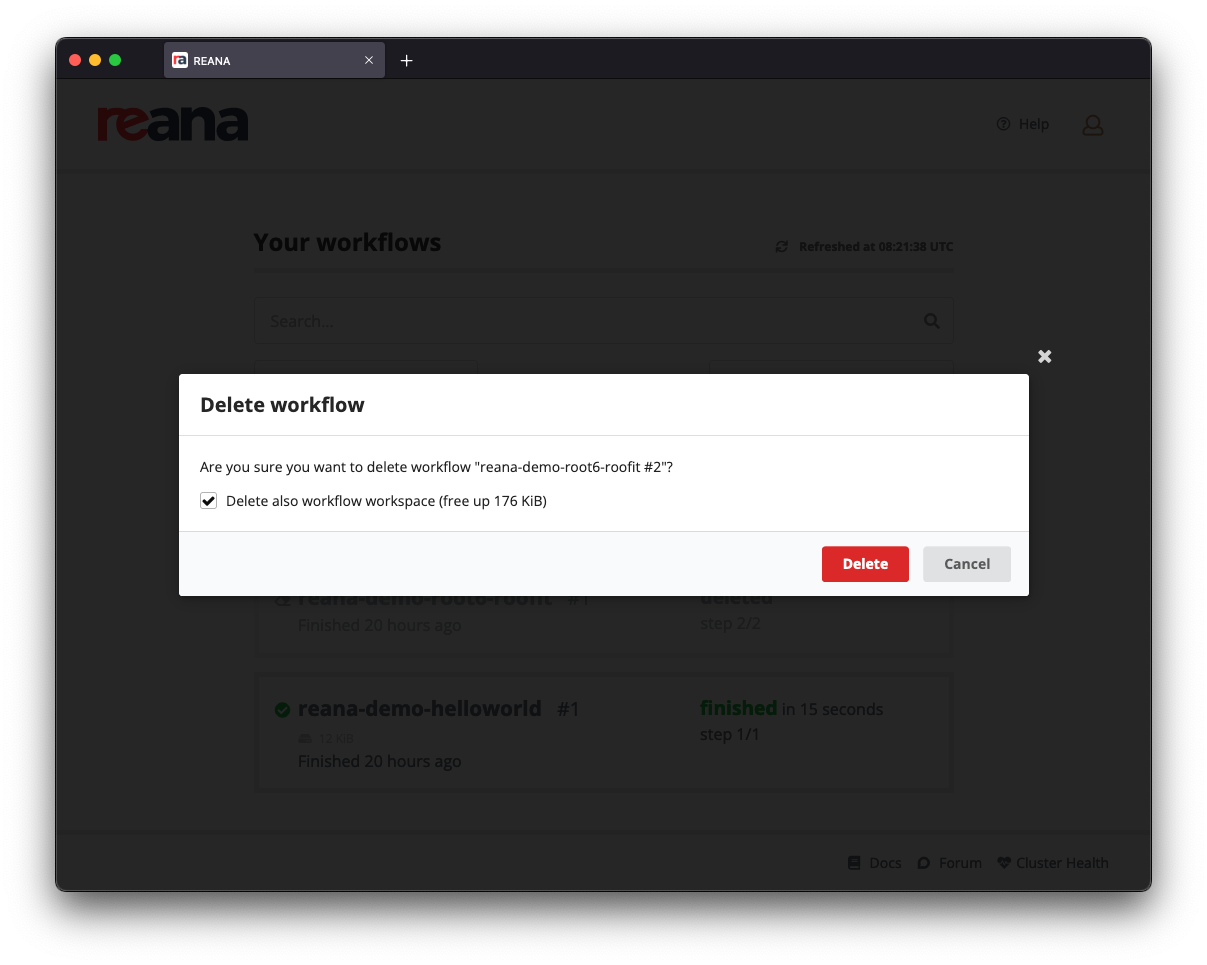 REANA
reana
Help
Your workflows
Refreshed at 08:21:38 UTC
Search...
Delete workflow
Are you sure you want to delete workflow "reana-demo-root6-roofit #2"?
Delete also workflow workspace (free up 176 KiB)
Delete Cancel
reana-demo-root6-roofit #1 deleted
Finished 20 hours ago step 2/2
reana-demo-helloworld #1 finished in 15 seconds
12 KiB step 1/1
Finished 20 hours ago
Docs Forum Cluster Health